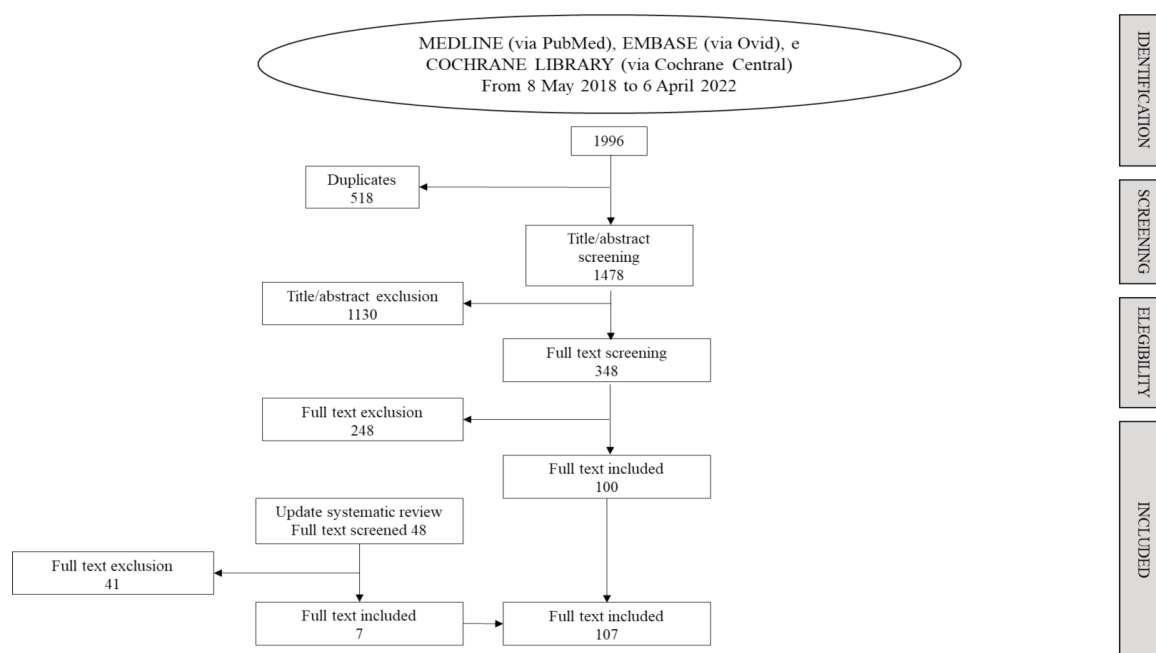 MEDLINE (via PubMed), EMBASE (via Ovid), e
COCHRANE LIBRARY (via Cochrane Central)
From 8 May 2018 to 6 April 2022
1996
Duplicates
518
Title/abstract
screening
1478
Title/abstract exclusion
1130
Full text screening
348
Full text exclusion
248
Full text included
100
Update systematic review
Full text screened 48
Full text exclusion
41
Full text included
7
Full text included
107
IDENTIFICATION
SCREENING
ELEGIBILITY
INCLUDED